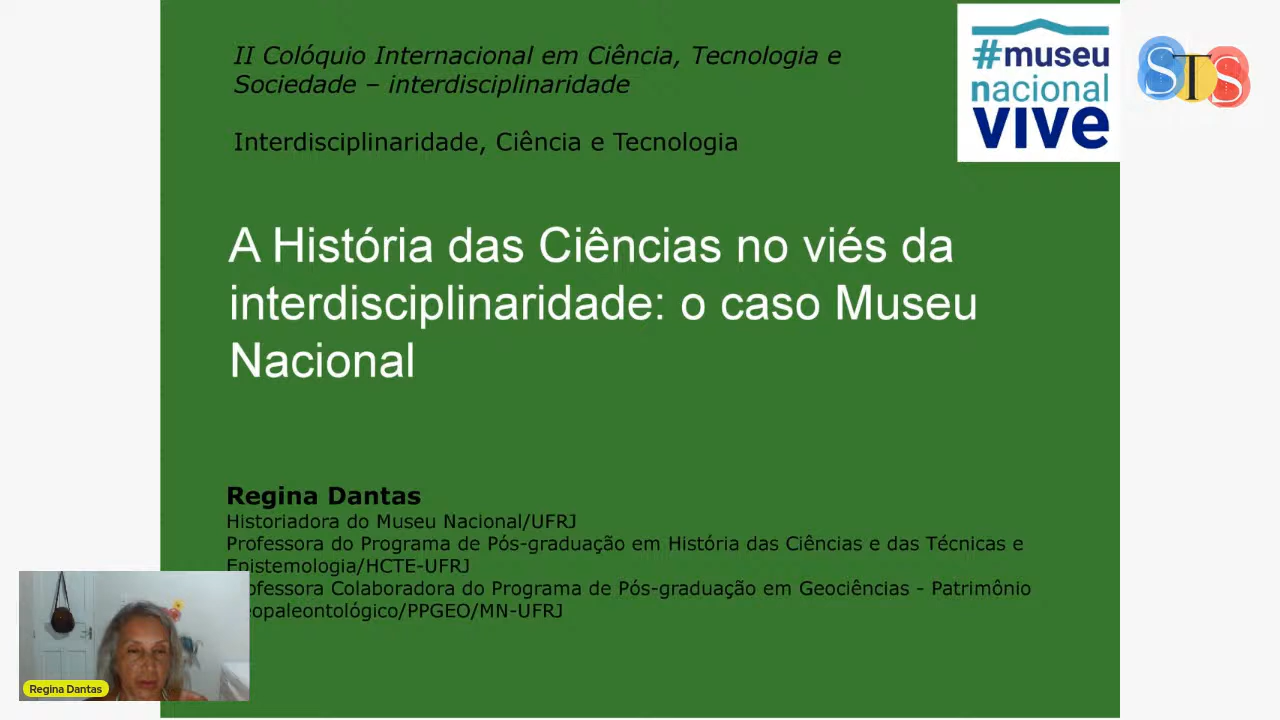 II Colóquio Internacional em Ciência, Tecnologia e
Sociedade – interdisciplinaridade
Interdisciplinaridade, Ciência e Tecnologia
#museu
nacional
vive
STS
A História das Ciências no viés da
interdisciplinaridade: o caso Museu
Nacional
Regina Dantas
Historiadora do Museu Nacional/UFRJ
Professora do Programa de Pós-graduação em História das Ciências e das Técnicas e
Epistemologia/HCTE-UFRJ
ofessora Colaboradora do Programa de Pós-graduação em Geociências - Patrimônio
opaleontológico/PPGEO/MN-UFRJ
Regina Dantas